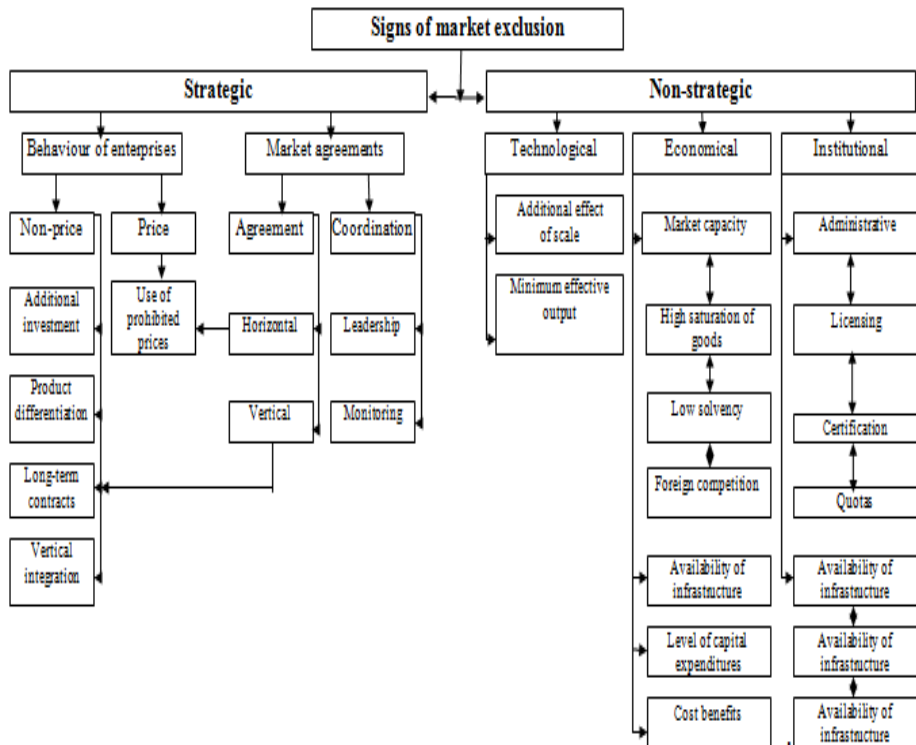 Signs of market exclusion
Strategic
Non-strategic
Behaviour of enterprises
Market agreements
Technological
Economical
Institutional
Non-price
Price
Agreement
Coordination
Additional effect
of scale
Market capacity
Administrative
Additional
investment
Use of
prohibited
prices
Horizontal
Leadership
Minimum effective
output
High saturation of
goods
Licensing
Product
differentiation
Vertical
Monitoring
Low solvency
Certification
Long-term
contracts
Foreign competition
Quotas
Vertical
integration
Availability of
infrastructure
Availability of
infrastructure
Level of capital
expenditures
Availability of
infrastructure
Cost benefits
Availability of
infrastructure